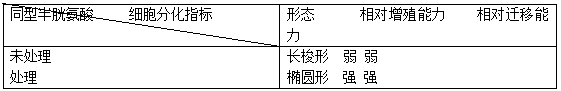 同型半胱氨酸 细胞分化指标
形态 相对增殖能力 相对迁移能
力
未处理
处理
长梭形 弱 弱
椭圆形 强 强